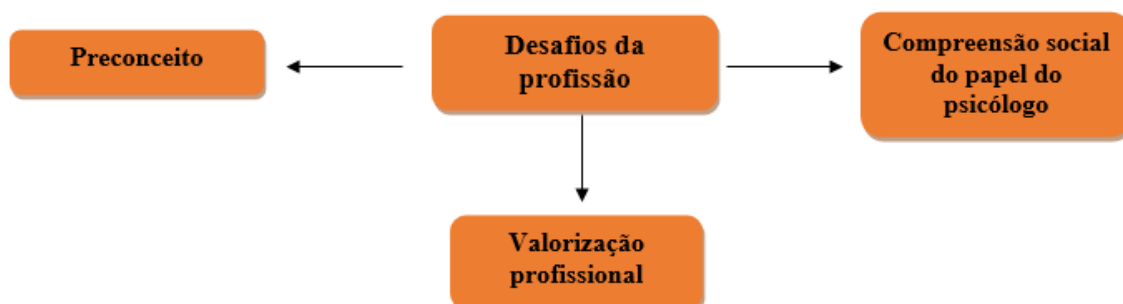 Preconceito
Desafios da
profissão
Compreensão social
do papel do
psicólogo
Valorização
profissional